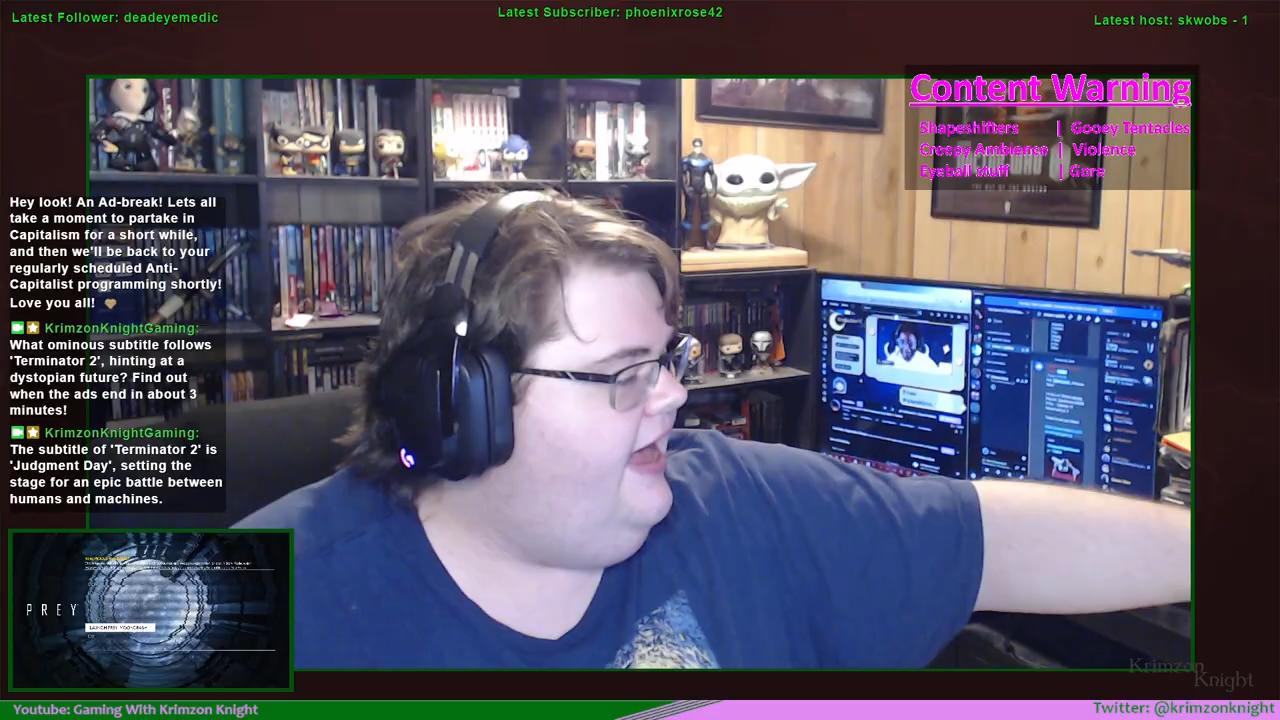 Latest Follower: deadeyemedic
Latest Subscriber: phoenixrose42
Latest host: skwobs - 1
Content Warning
Shapeshifters | Gooey Tentacles
Creepy Ambience | Violence
Eyeball stuff | Gore
Hey look! An Ad-break! Lets all
take a moment to partake in
Capitalism for a short while,
and then we'll be back to your
regularly scheduled Anti-
Capitalist programming shortly!
Love you all!
KrimzonKnightGaming:
What ominous subtitle follows
'Terminator 2', hinting at a
dystopian future? Find out
when the ads end in about 3
minutes!
KrimzonKnightGaming:
The subtitle of 'Terminator 2' is
'Judgment Day', setting the
stage for an epic battle between
humans and machines.
PREY
Krimzon
Knight
Youtube: Gaming With Krimzon Knight
Twitter: @krimzonknight